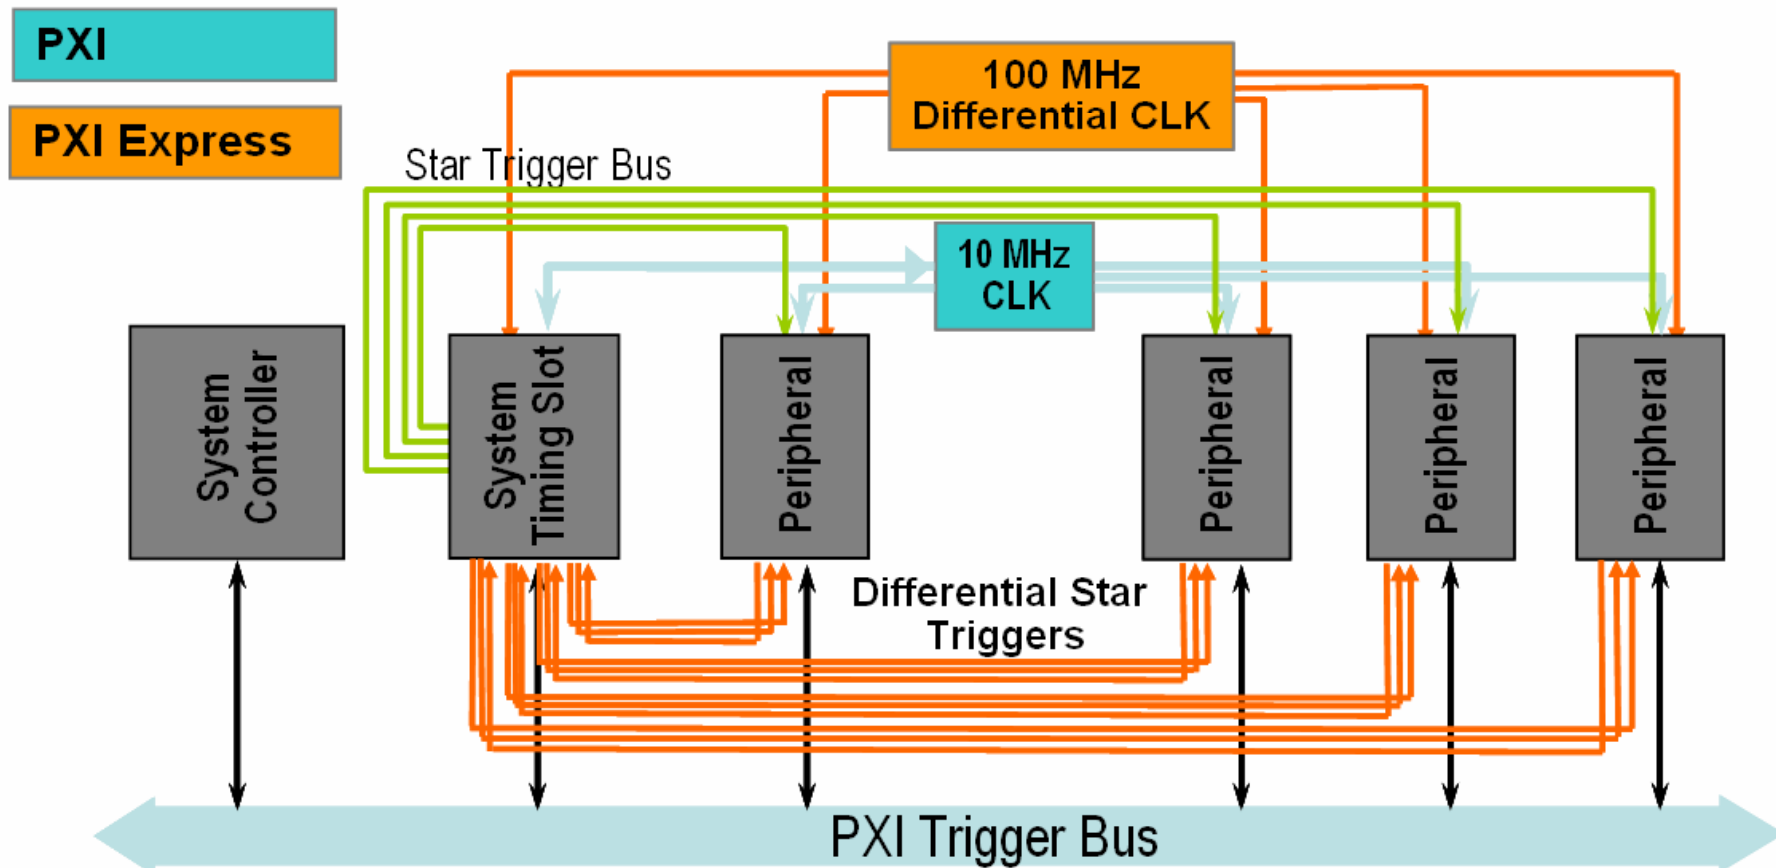 PXI
PXI Express
100 MHz
Differential CLK
Star Trigger Bus
10 MHz
CLK
System
Controller
System
Timing Slot
Peripheral
Peripheral
Peripheral
Peripheral
Differential Star
Triggers
PXI Trigger Bus